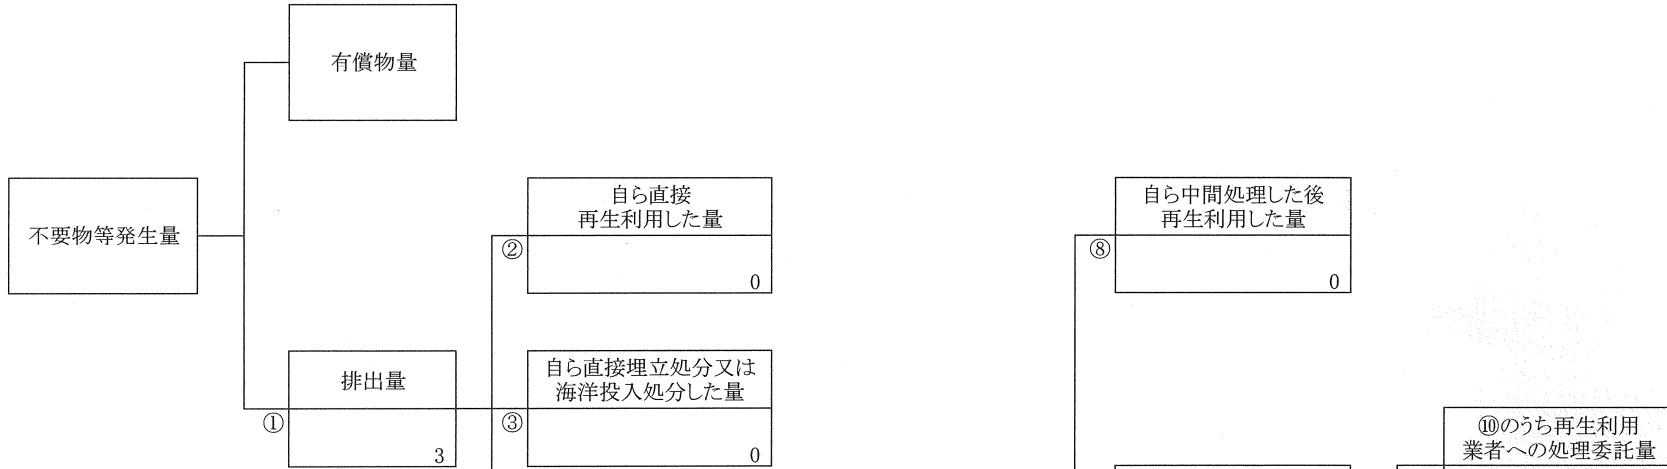 有償物量
不要物等発生量
自ら直接
再生利用した量
②
0
自ら中間処理した後
再生利用した量
⑧
0
排出量
①
3
自ら直接埋立処分又は
海洋投入処分した量
③
0
⑩のうち再生利用
業者への処理委託量